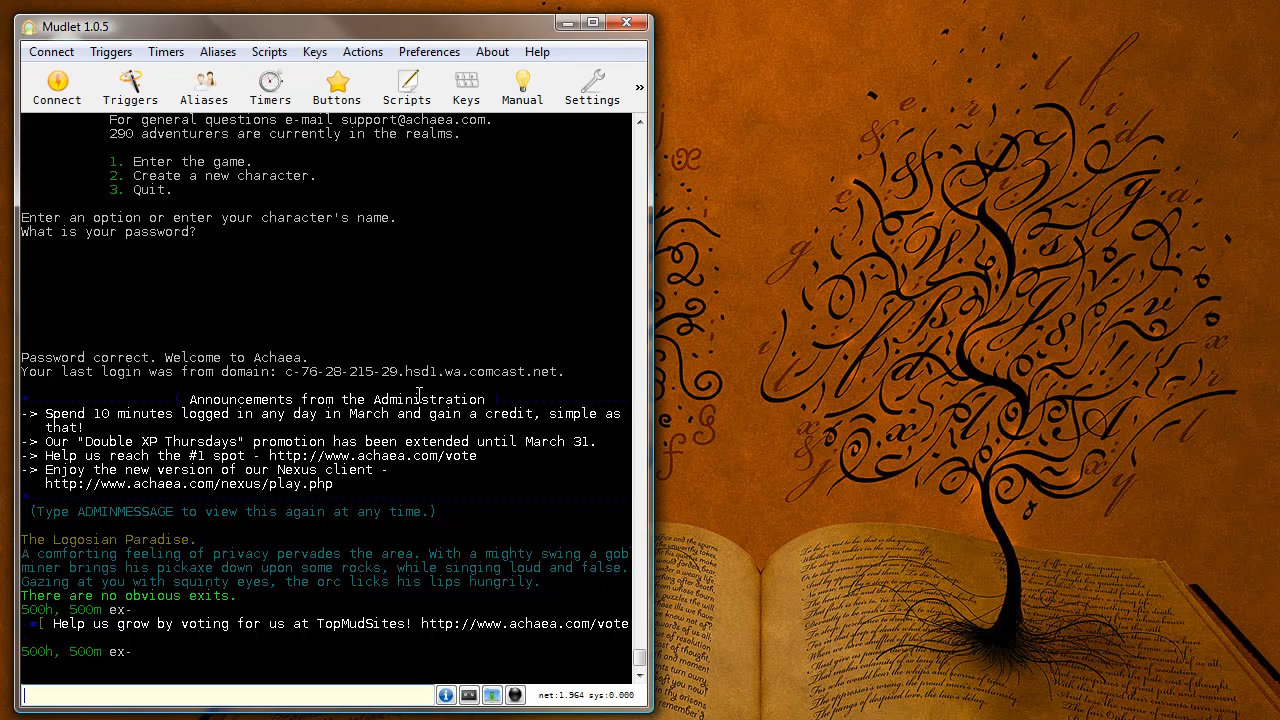 Mudlet 1.0.5
Connect Triggers Timers Aliases Scripts Keys Actions Preferences About Help
Connect Triggers Aliases Timers Buttons Scripts Keys Manual Settings »
For general questions e-mail support@achaea.com.
290 adventurers are currently in the realms.
1. Enter the game.
2. Create a new character.
3. Quit.
Enter an option or enter your character's name.
What is your password?
Password correct. Welcome to Achaea.
Your last login was from domain: c-76-28-215-29.hsd1.wa.comcast.net.
Announcements from the Administration
-> Spend 10 minutes logged in any day in March and gain a credit, simple as
that!
-> Our "Double XP Thursdays" promotion has been extended until March 31.
-> Help us reach the #1 spot - http://www.achaea.com/vote
-> Enjoy the new version of our Nexus client -
http://www.achaea.com/nexus/play.php
(Type ADMINMESSAGE to view this again at any time.)
The Logosian Paradise.
A comforting feeling of privacy pervades the area. With a mighty swing a gob
miner brings his pickaxe down upon some rocks, while singing loud and false.
Gazing at you with squinty eyes, the orc licks his lips hungrily.
There are no obvious exits.
500h, 500m ex-
=[ Help us grow by voting for us at TopMudSites! http://www.achaea.com/vote
500h, 500m ex-
net:1.964 sys:0.000